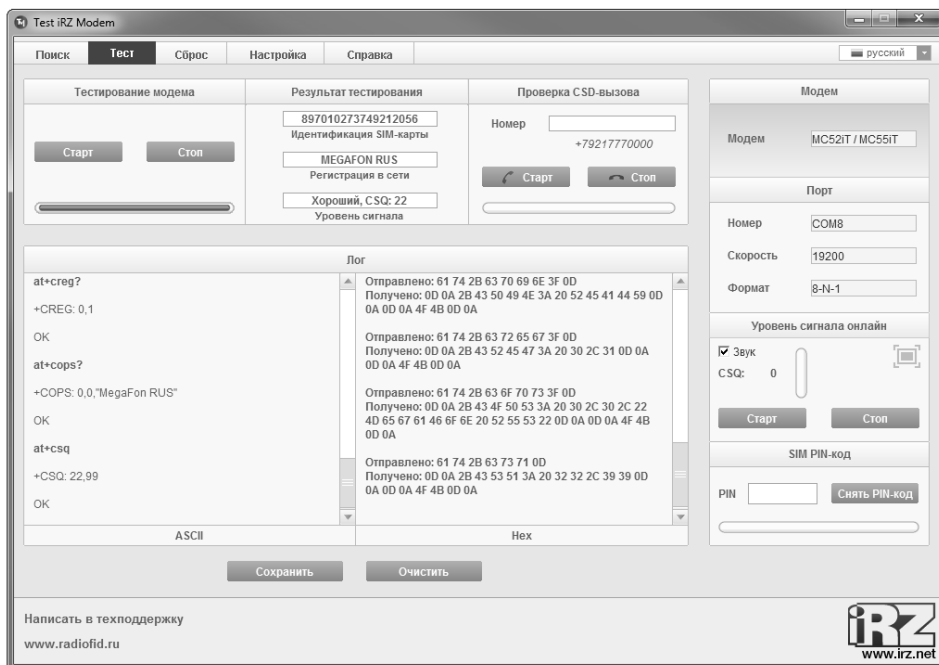 Test iRZ Modem
Поиск Тест Сброс Настройка Справка
русский
Тестирование модема
Старт Стоп
Результат тестирования
897010273749212056
Идентификация SIM-карты
MEGAFON RUS
Регистрация в сети
Хороший, CSQ: 22
Уровень сигнала
Проверка CSD-вызова
Номер
+79217770000
Старт Стоп
Модем
Модем MC52iT / MC55iT
Порт
Номер COM8
Скорость 19200
Формат 8-N-1
Уровень сигнала онлайн
Звук
CSQ: 0
Старт Стоп
SIM PIN-код
PIN Снять PIN-код
Лог
at+creg?
+CREG: 0,1
OK
at+cops?
+COPS: 0,0,"MegaFon RUS"
OK
at+csq
+CSQ: 22,99
OK
ASCII
Отправлено: 61 74 2B 63 70 69 6E 3F 0D
Получено: 0D 0A 2B 43 50 49 4E 3A 20 52 45 41 44 59 0D
0A 0D 0A 4F 4B 0D 0A
Отправлено: 61 74 2B 63 72 65 67 3F 0D
Получено: 0D 0A 2B 43 52 45 47 3A 20 30 2C 31 0D 0A
0D 0A 4F 4B 0D 0A
Отправлено: 61 74 2B 63 6F 70 73 3F 0D
Получено: 0D 0A 2B 43 4F 50 53 3A 20 30 2C 30 2C 22
4D 65 67 61 46 6F 6E 20 52 55 53 22 0D 0A 0D 0A 4F 4B
0D 0A
Отправлено: 61 74 2B 63 73 71 0D
Получено: 0D 0A 2B 43 53 51 3A 20 32 32 2C 39 39 0D
0A 0D 0A 4F 4B 0D 0A
Hex
Сохранить Очистить
Написать в техподдержку
www.radiofid.ru
iRZ
www.irz.net